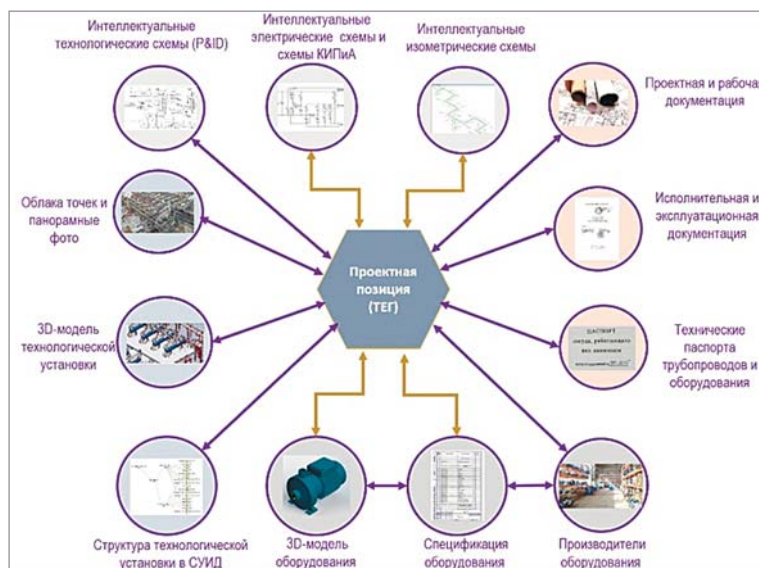 Интеллектуальные
технологические схемы (P&ID)
Интеллектуальные
электрические схемы и
схемы КИПиА
Интеллектуальные
изометрические схемы
Проектная и рабочая
документация
Облака точек и
панорамные
фото
Исполнительная и
эксплуатационная
документация
Проектная
позиция
(ТЕГ)
3D-модель
технологической
установки
Технические
паспорта
трубопроводов и
оборудования
ПАСПОРТ
Структура технологической
установки в СУИД
3D-модель
оборудования
Спецификация
оборудования
Производители
оборудования